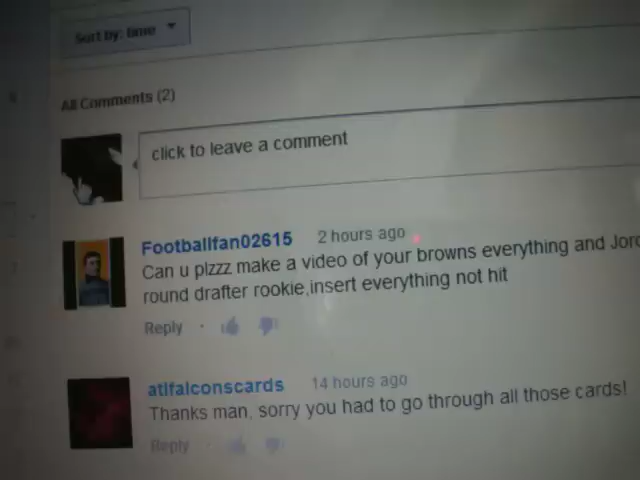 Sort by: time
All Comments (2)
click to leave a comment
Footballfan02615 2 hours ago
Can u plzzz make a video of your browns everything and
round drafter rookie,insert everything not hit
Reply
atlfalconscards 14 hours ago
Thanks man, sorry you had to go through all those cards!
Reply